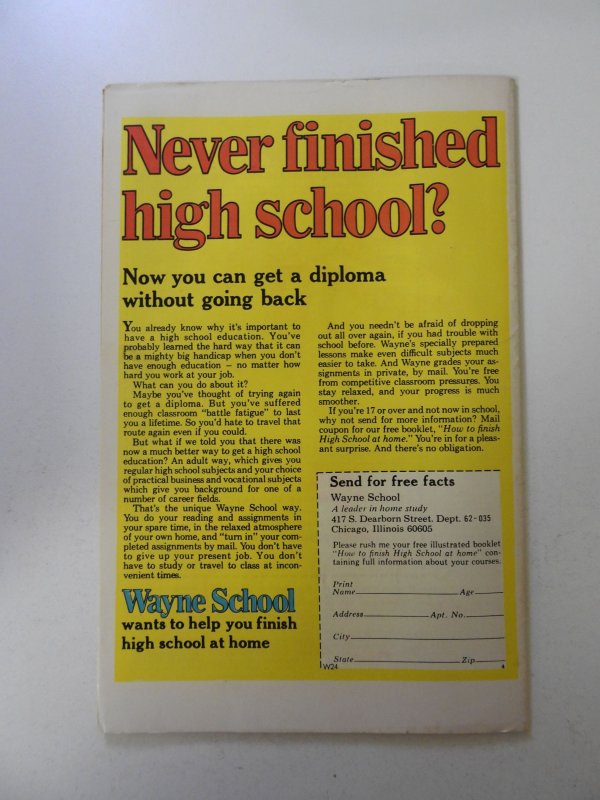 Never finished
high school?
Now you can get a diploma
without going back
You already know why it's important to
have a high school education. You've
probably learned the hard way that it can
be a mighty big handicap when you don't
have enough education – no matter how
hard you work at your job.
What can you do about it?
Maybe you've thought of trying again
to get a diploma. But you've suffered
enough classroom "battle fatigue" to last
you a lifetime. So you'd hate to travel that
route again even if you could.
But what if we told you that there was
now a much better way to get a high school
education? An adult way, which gives you
regular high school subjects and your choice
of practical business and vocational subjects
which give you background for one of a
number of career fields.
That's the unique Wayne School way.
You do your reading and assignments in
your spare time, in the relaxed atmosphere
of your own home, and "turn in" your com-
pleted assignments by mail. You don't have
to give up your present job. You don't
have to study or travel to class at incon-
venient times.
Wayne School
wants to help you finish
high school at home
And you needn't be afraid of dropping
out all over again, if you had trouble with
school before. Wayne's specially prepared
lessons make even difficult subjects much
easier to take. And Wayne grades your as-
signments in private, by mail. You're free
from competitive classroom pressures. You
stay relaxed, and your progress is much
smoother.
If you're 17 or over and not now in school,
why not send for more information? Mail
coupon for our free booklet, "How to finish
High School at home." You're in for a pleas-
ant surprise. And there's no obligation.
Send for free facts
Wayne School
A leader in home study
417 S. Dearborn Street, Dept. 62-035
Chicago, Illinois 60605
Please rush me your free illustrated booklet
"How to finish High School at home" con-
taining full information about your courses.
Print
Name Age
Address Apt. No.
City
State Zip
W24